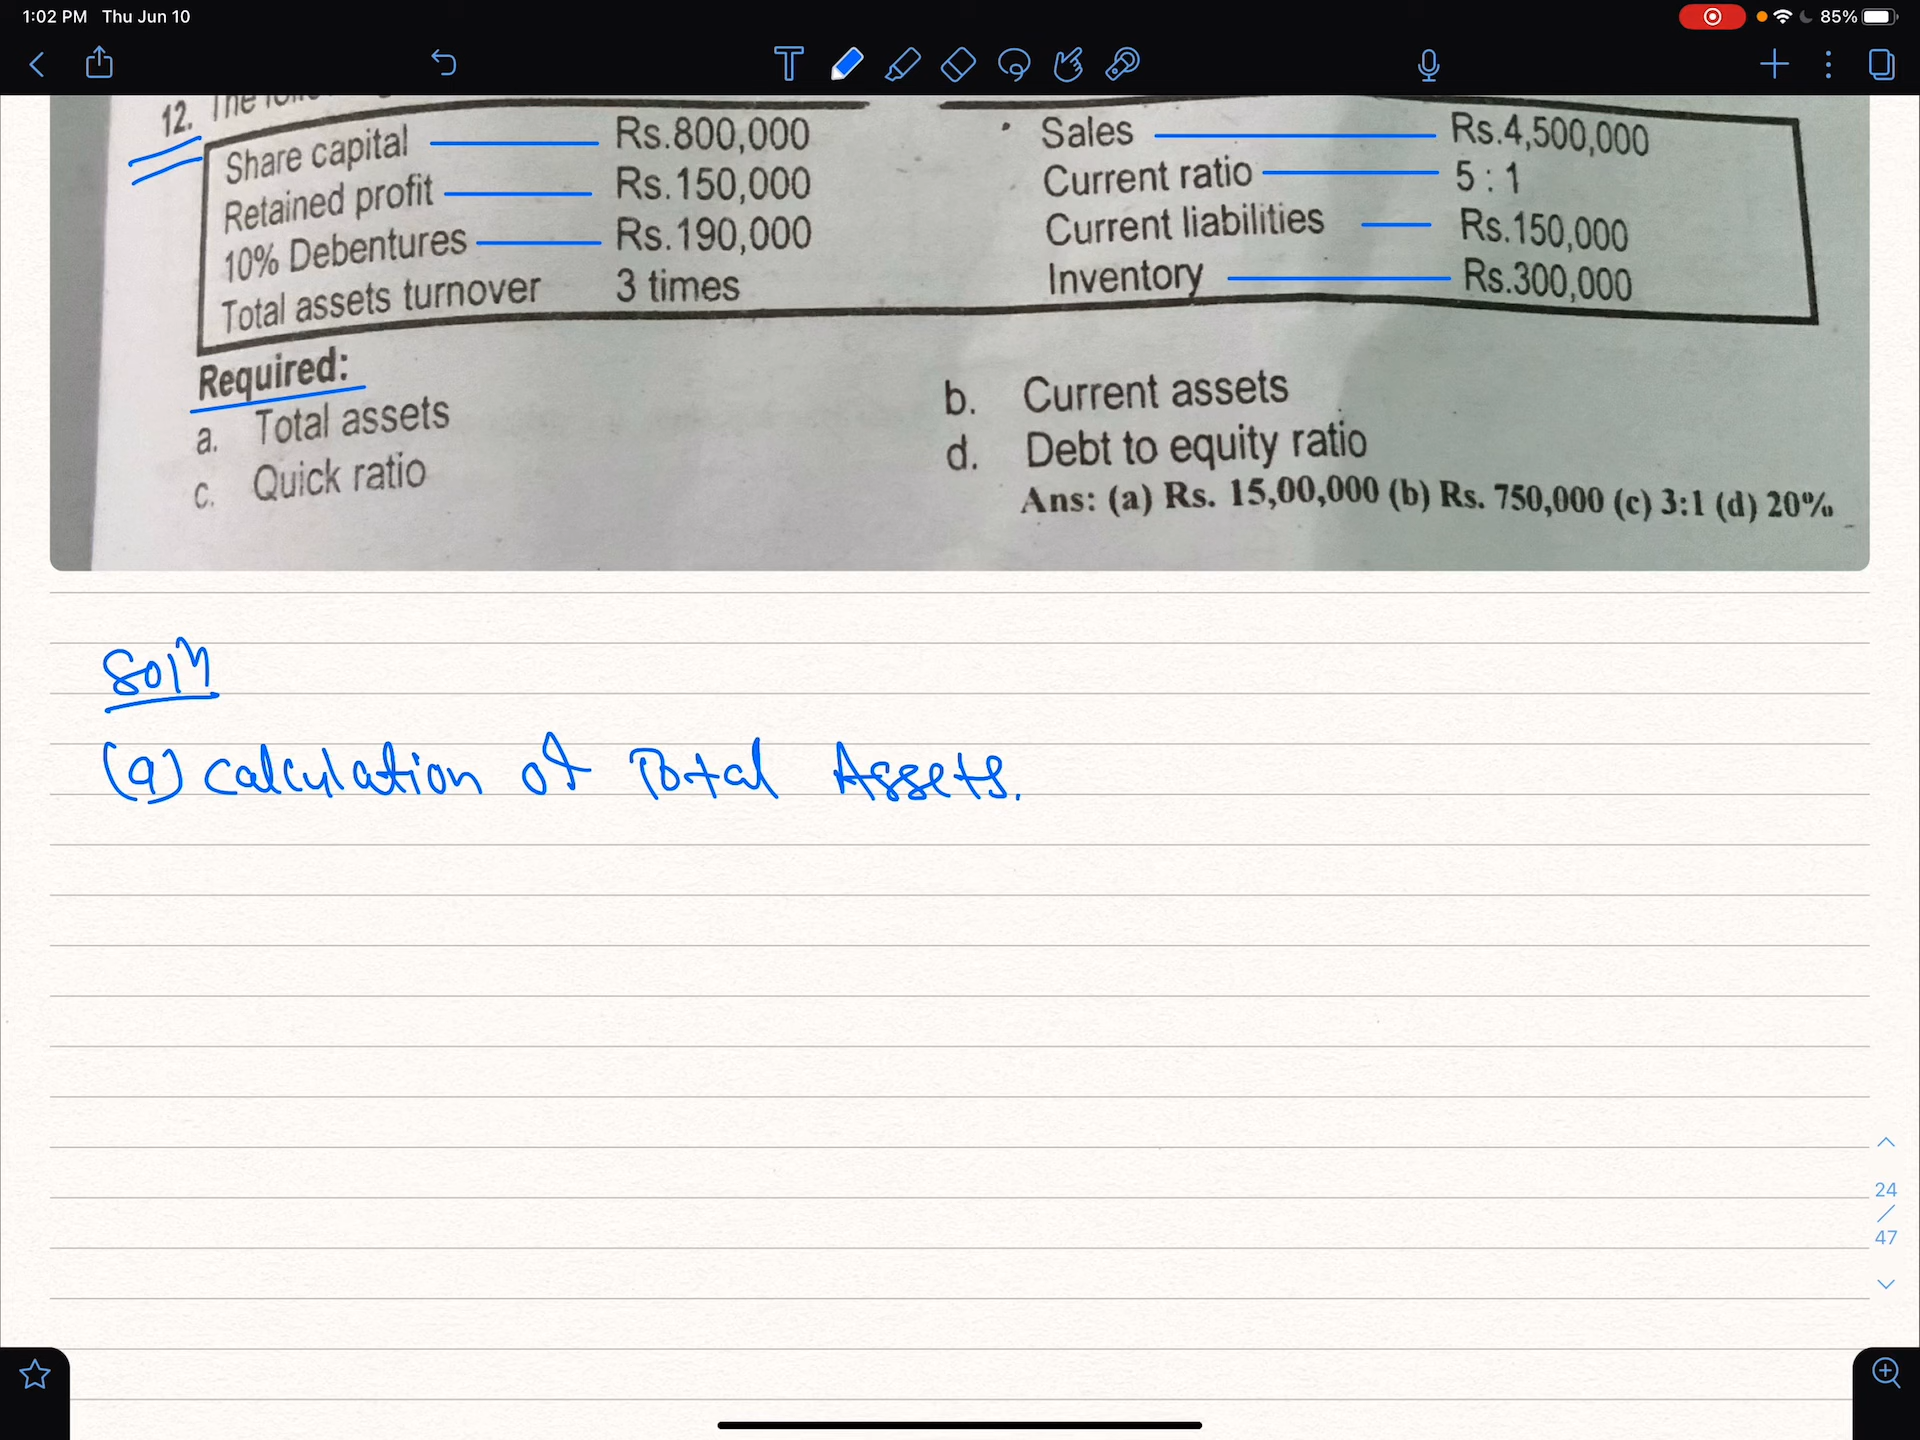 1:02 PM Thu Jun 10
85%
12. The
Share capital Rs.800,000
Retained profit Rs.150,000
10% Debentures Rs.190,000
Total assets turnover 3 times
Sales Rs.4,500,000
Current ratio 5 : 1
Current liabilities Rs.150,000
Inventory Rs.300,000
Required:
a. Total assets
b. Current assets
c. Quick ratio
d. Debt to equity ratio
Ans: (a) Rs. 15,00,000 (b) Rs. 750,000 (c) 3:1 (d) 20%
Soln
(a) Calculation of Total Assets.
24
/
47